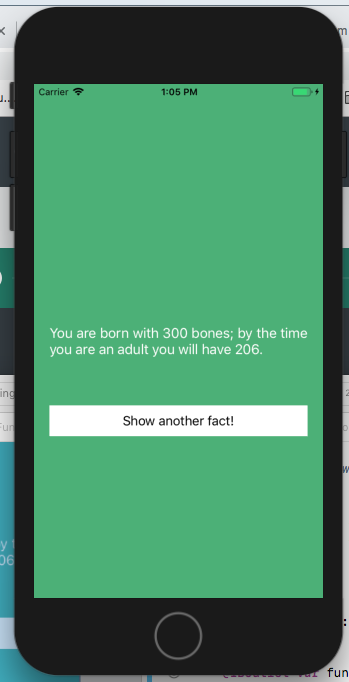 Carrier 1:05 PM
You are born with 300 bones; by the time
you are an adult you will have 206.
Show another fact!